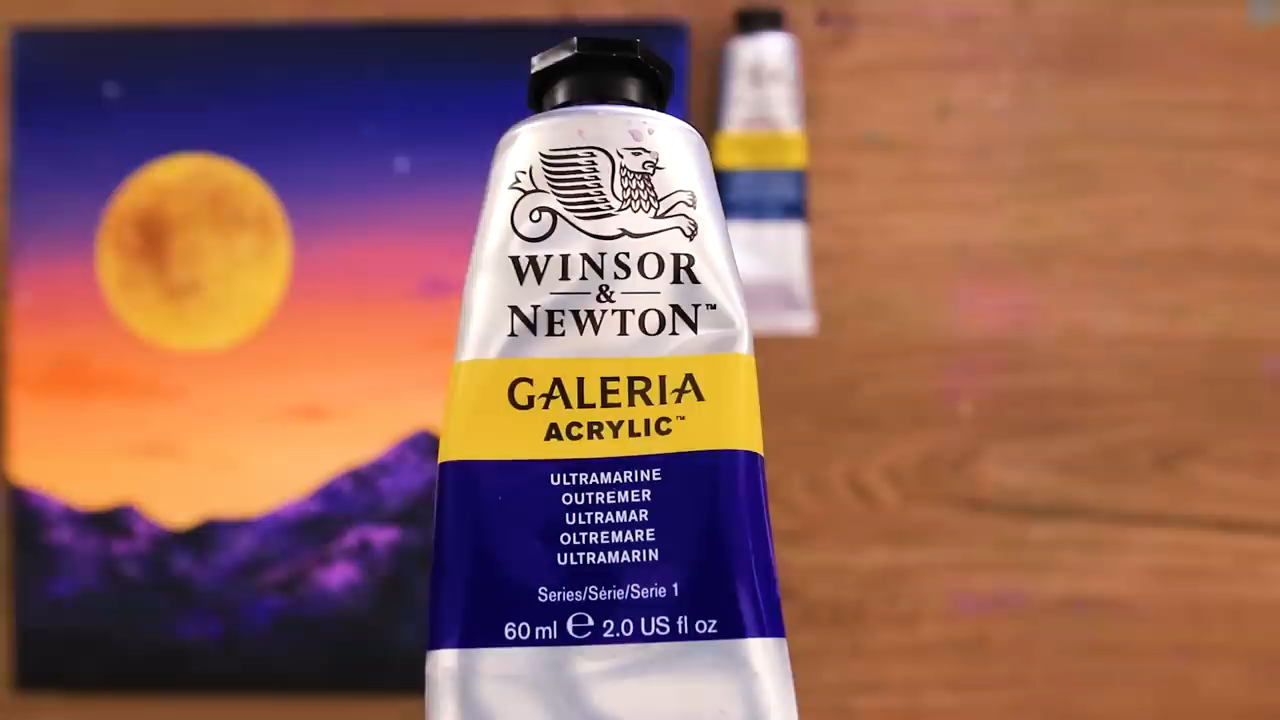 WINSOR
&
NEWTON™
GALERIA
ACRYLIC™
ULTRAMARINE
OUTREMER
ULTRAMAR
OLTREMARE
ULTRAMARIN
Series/Série/Serie 1
60 ml ℮ 2.0 US fl oz